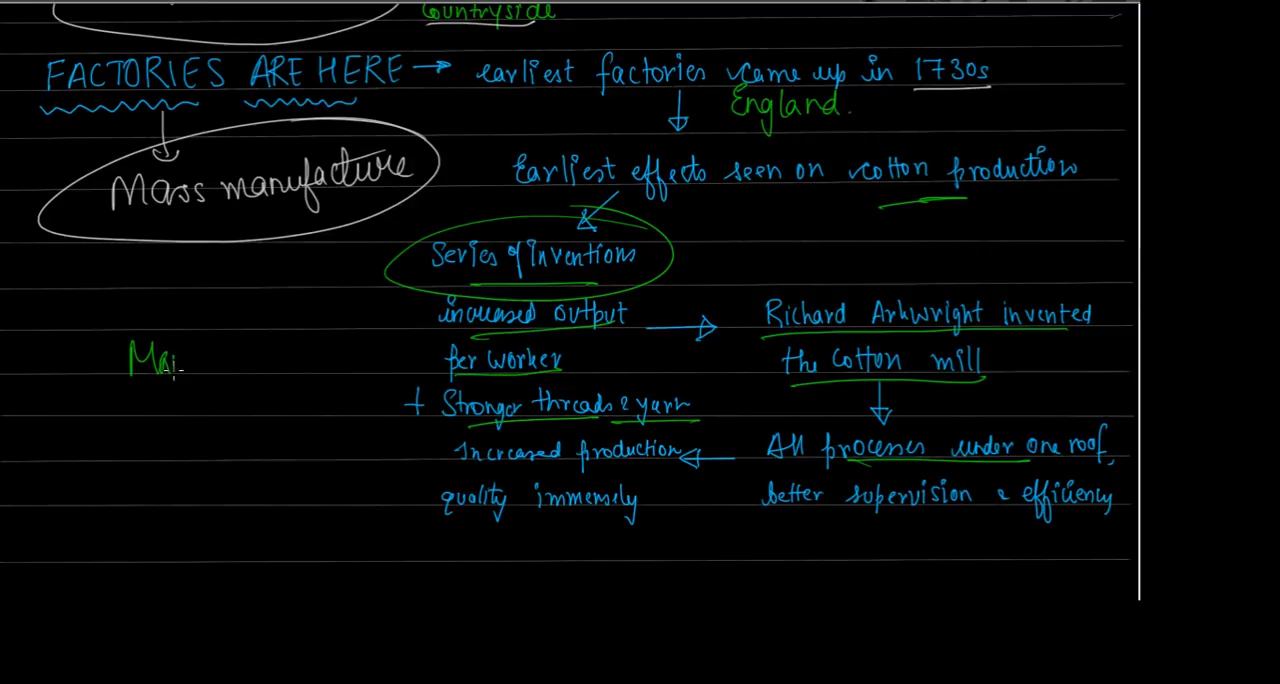 Countryside
FACTORIES ARE HERE → earliest factories came up in 1730s
England.
Mass manufacture
Earliest effects seen on cotton production
Series of inventions
increased output → Richard Arkwright invented
per worker
the cotton mill
Mai
+ Stronger threads & yarn
Increased production ← All processes under one roof,
quality immensely
better supervision & efficiency